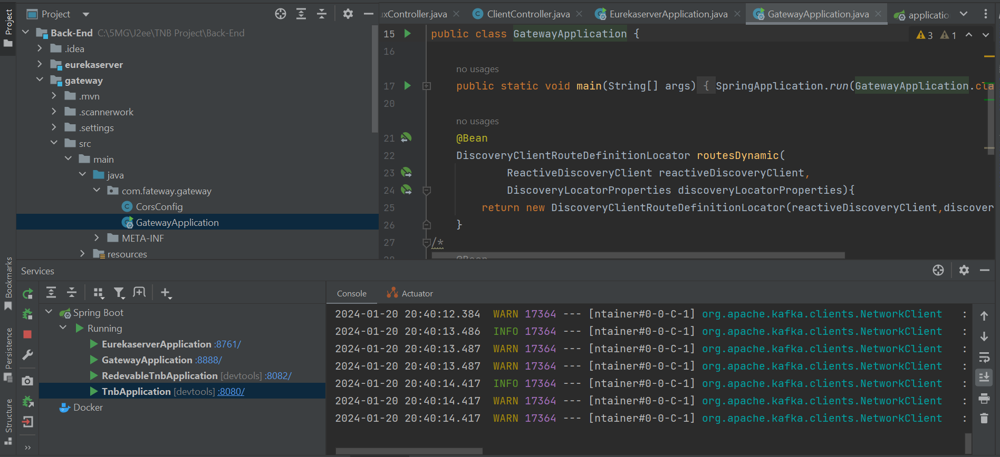 Project
Project
uxController.java
ClientController.java
EurekaserverApplication.java
GatewayApplication.java
applicatio
Back-End C:\5MG\J2ee\TNB Project\Back-End
.idea
eurekaserver
gateway
.mvn
.scannerwork
.settings
src
main
java
com.fateway.gateway
CorsConfig
GatewayApplication
META-INF
resources
3 1
15 public class GatewayApplication {
16
no usages
17 public static void main(String[] args) { SpringApplication.run(GatewayApplication.cla
20
no usages
21 @Bean
22 DiscoveryClientRouteDefinitionLocator routesDynamic(
23 ReactiveDiscoveryClient reactiveDiscoveryClient,
24 DiscoveryLocatorProperties discoveryLocatorProperties){
25 return new DiscoveryClientRouteDefinitionLocator(reactiveDiscoveryClient,discover
26 }
27 /*
28 @Bean
Bookmarks
Persistence
Structure
Services
Spring Boot
Running
EurekaserverApplication :8761/
GatewayApplication :8888/
RedevableTnbApplication [devtools] :8082/
TnbApplication [devtools] :8080/
Docker
Console
Actuator
2024-01-20 20:40:12.384 WARN 17364 --- [ntainer#0-0-C-1] org.apache.kafka.clients.NetworkClient :
2024-01-20 20:40:13.486 INFO 17364 --- [ntainer#0-0-C-1] org.apache.kafka.clients.NetworkClient :
2024-01-20 20:40:13.487 WARN 17364 --- [ntainer#0-0-C-1] org.apache.kafka.clients.NetworkClient :
2024-01-20 20:40:13.487 WARN 17364 --- [ntainer#0-0-C-1] org.apache.kafka.clients.NetworkClient :
2024-01-20 20:40:14.417 INFO 17364 --- [ntainer#0-0-C-1] org.apache.kafka.clients.NetworkClient :
2024-01-20 20:40:14.417 WARN 17364 --- [ntainer#0-0-C-1] org.apache.kafka.clients.NetworkClient :
2024-01-20 20:40:14.417 WARN 17364 --- [ntainer#0-0-C-1] org.apache.kafka.clients.NetworkClient :